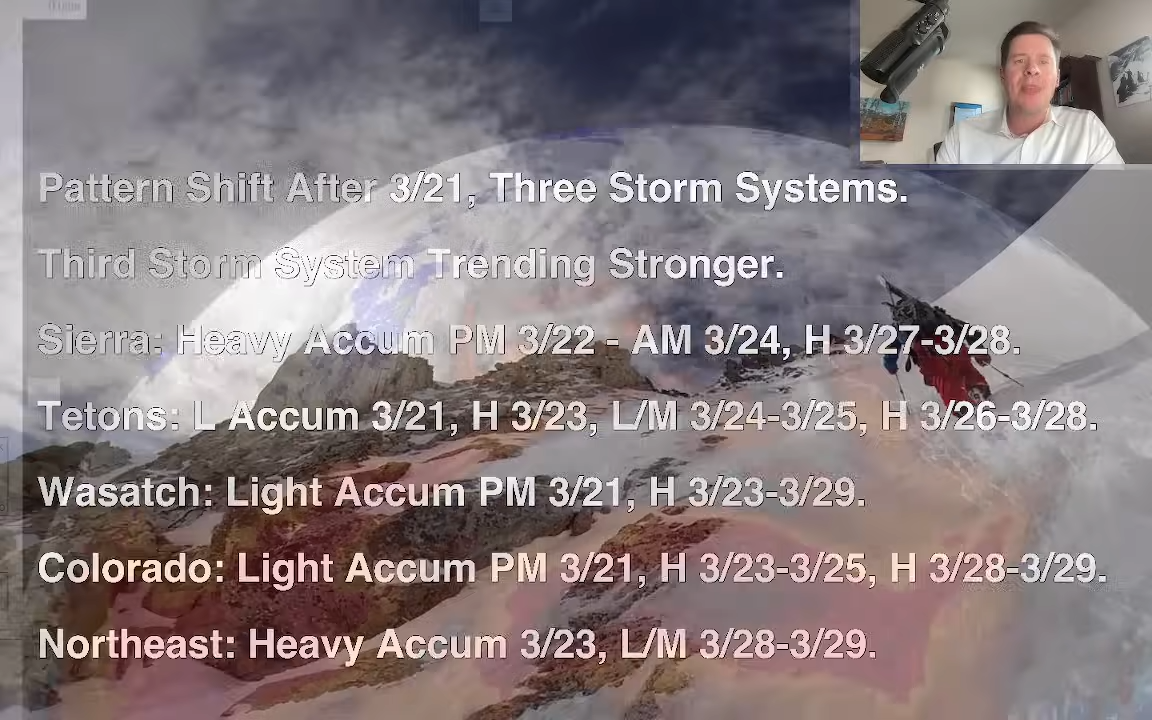 Pattern Shift After 3/21, Three Storm Systems.
Third Storm System Trending Stronger.
Sierra: Heavy Accum PM 3/22 - AM 3/24, H 3/27-3/28.
Tetons: L Accum 3/21, H 3/23, L/M 3/24-3/25, H 3/26-3/28.
Wasatch: Light Accum PM 3/21, H 3/23-3/29.
Colorado: Light Accum PM 3/21, H 3/23-3/25, H 3/28-3/29.
Northeast: Heavy Accum 3/23, L/M 3/28-3/29.